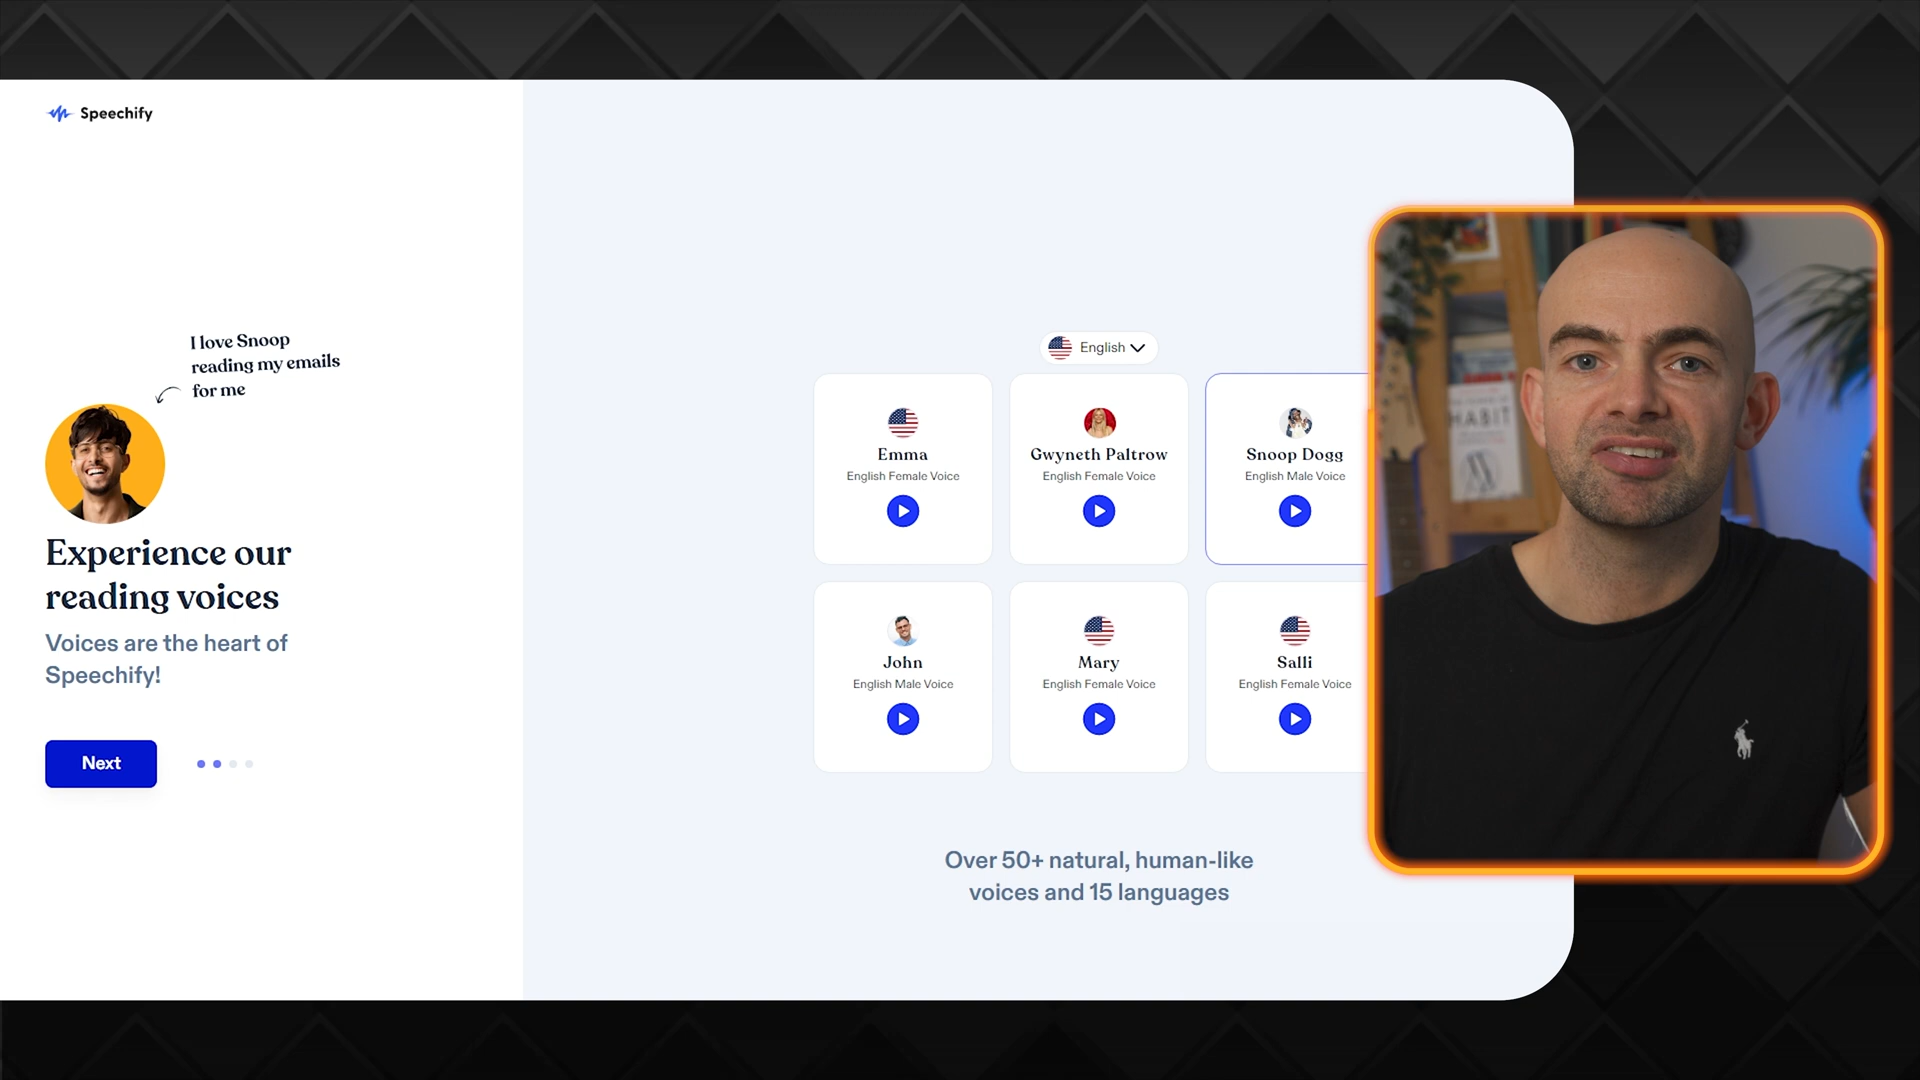 Speechify
I love Snoop
reading my emails
for me
Experience our
reading voices
Voices are the heart of
Speechify!
Next
English
Emma
English Female Voice
Gwyneth Paltrow
English Female Voice
Snoop Dogg
English Male Voice
John
English Male Voice
Mary
English Female Voice
Salli
English Female Voice
Over 50+ natural, human-like
voices and 15 languages
HABIT